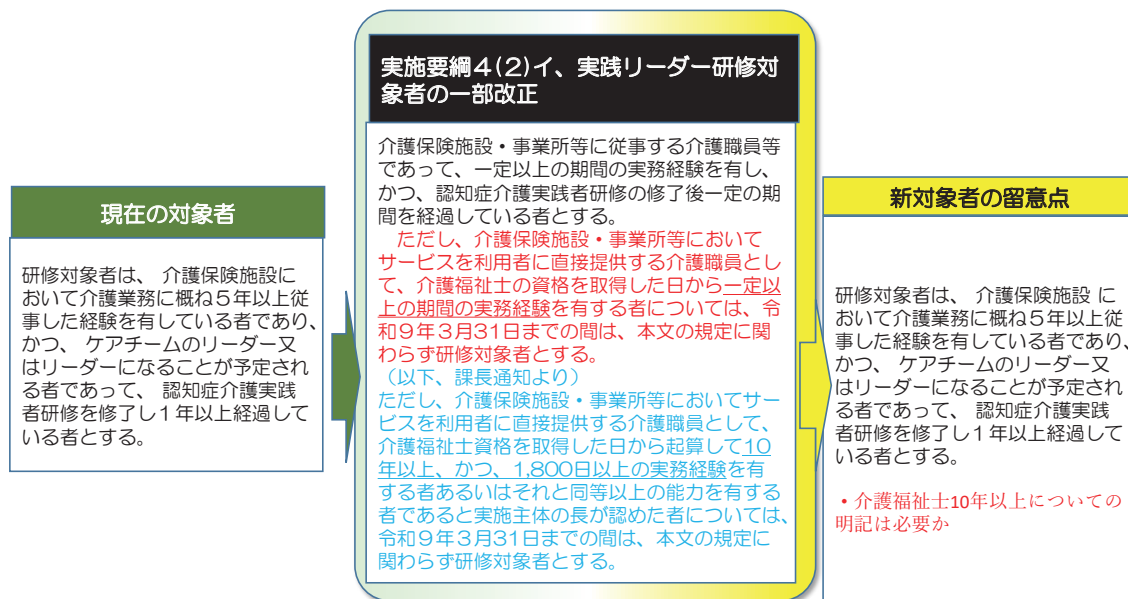 現在の対象者
研修対象者は、 介護保険施設に
おいて介護業務に概ね５年以上従
事した経験を有している者であり、
かつ、 ケアチームのリーダー又
はリーダーになることが予定され
る者であって、 認知症介護実践
者研修を修了し１年以上経過して
いる者とする。
実施要綱４(２)イ、実践リーダー研修対
象者の一部改正
介護保険施設・事業所等に従事する介護職員等
であって、一定以上の期間の実務経験を有し、
かつ、認知症介護実践者研修の修了後一定の期
間を経過している者とする。
　ただし、介護保険施設・事業所等において
サービスを利用者に直接提供する介護職員とし
て、介護福祉士の資格を取得した日から一定以
上の期間の実務経験を有する者については、令
和９年３月31日までの間は、本文の規定に関
わらず研修対象者とする。
（以下、課長通知より）
ただし、介護保険施設・事業所等においてサー
ビスを利用者に直接提供する介護職員として、
介護福祉士資格を取得した日から起算して10
年以上、かつ、1,800日以上の実務経験を有
する者あるいはそれと同等以上の能力を有する
者であると実施主体の長が認めた者については、
令和９年３月31日までの間は、本文の規定に
関わらず研修対象者とする。
新対象者の留意点
研修対象者は、 介護保険施設 に
おいて介護業務に概ね５年以上従
事した経験を有している者であり、
かつ、 ケアチームのリーダー又
はリーダーになることが予定され
る者であって、 認知症介護実践
者研修を修了し１年以上経過して
いる者とする。
・介護福祉士10年以上についての
明記は必要か